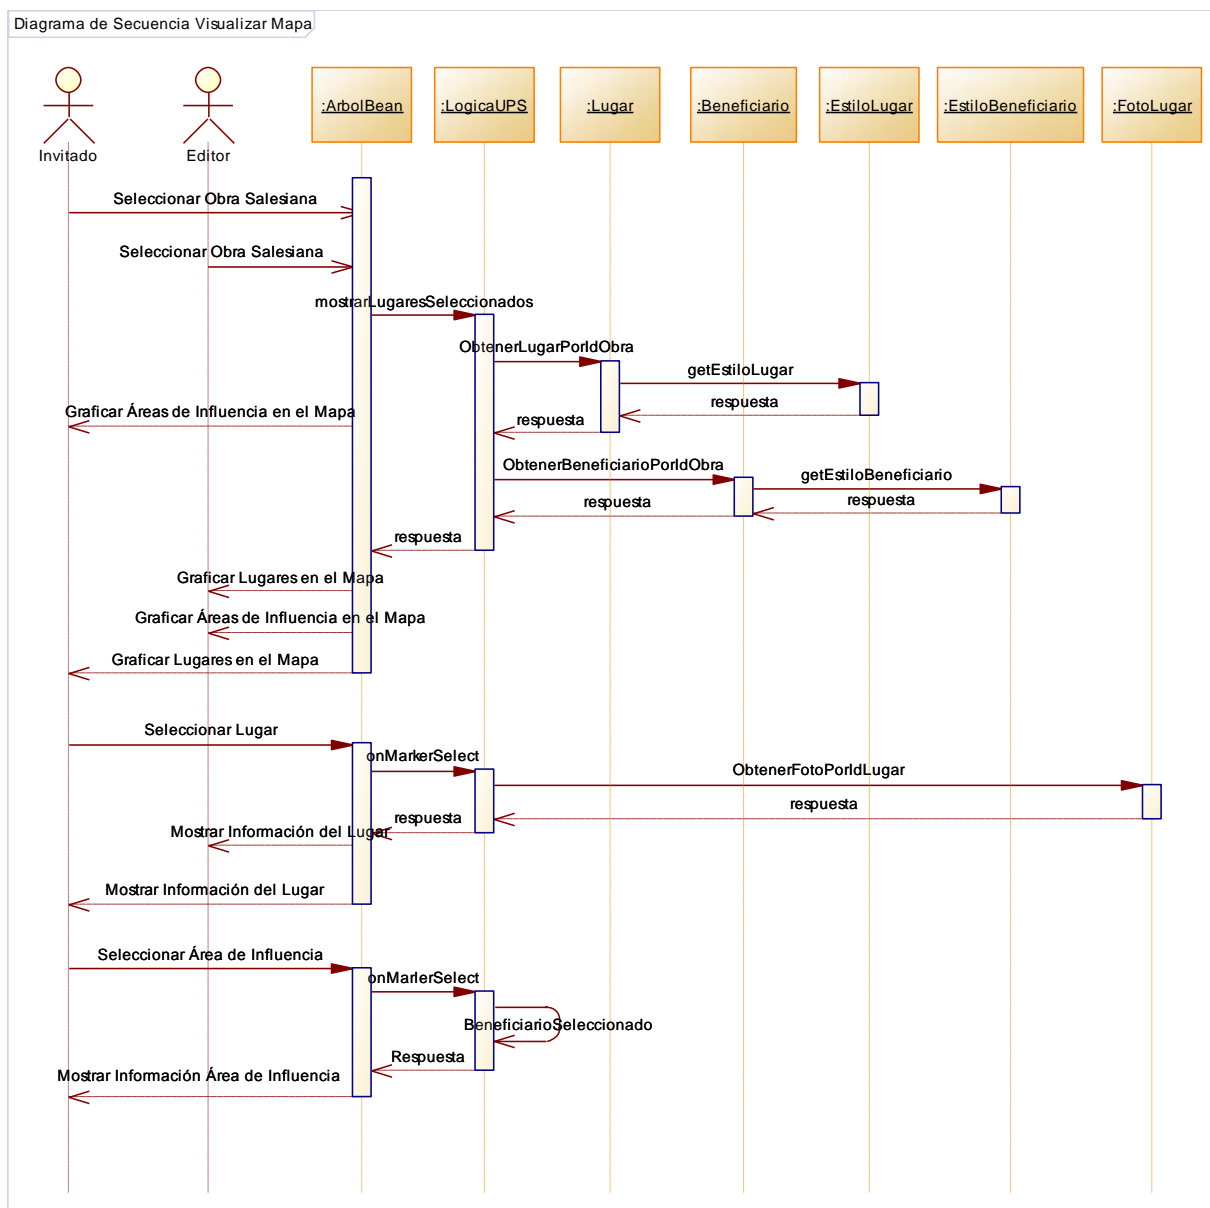 Diagrama de Secuencia Visualizar Mapa
Invitado
Editor
:ArbolBean
:LogicaUPS
:Lugar
:Beneficiario
:EstiloLugar
:EstiloBeneficiario
:FotoLugar
Seleccionar Obra Salesiana
Seleccionar Obra Salesiana
mostrarLugaresSeleccionados
ObtenerLugarPorIdObra
getEstiloLugar
respuesta
Graficar Áreas de Influencia en el Mapa
respuesta
ObtenerBeneficiarioPorIdObra
getEstiloBeneficiario
respuesta
respuesta
respuesta
Graficar Lugares en el Mapa
Graficar Áreas de Influencia en el Mapa
Graficar Lugares en el Mapa
Seleccionar Lugar
onMarkerSelect
ObtenerFotoPorIdLugar
respuesta
respuesta
Mostrar Información del Lugar
Mostrar Información del Lugar
Seleccionar Área de Influencia
onMarlerSelect
BeneficiarioSeleccionado
Respuesta
Mostrar Información Área de Influencia